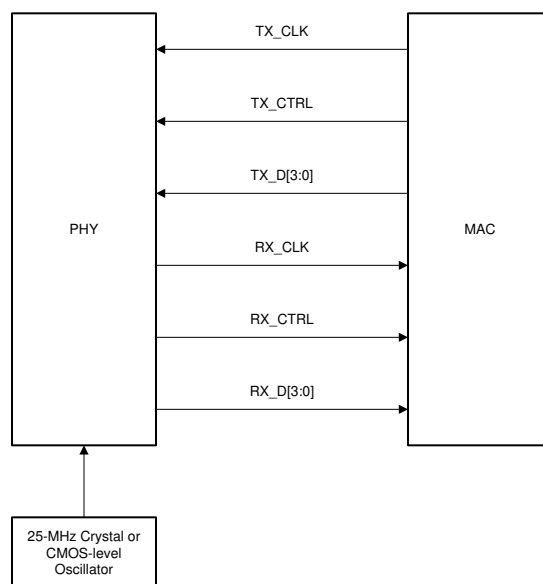 TX_CLK
TX_CTRL
TX_D[3:0]
PHY
MAC
RX_CLK
RX_CTRL
RX_D[3:0]
25-MHz Crystal or
CMOS-level
Oscillator